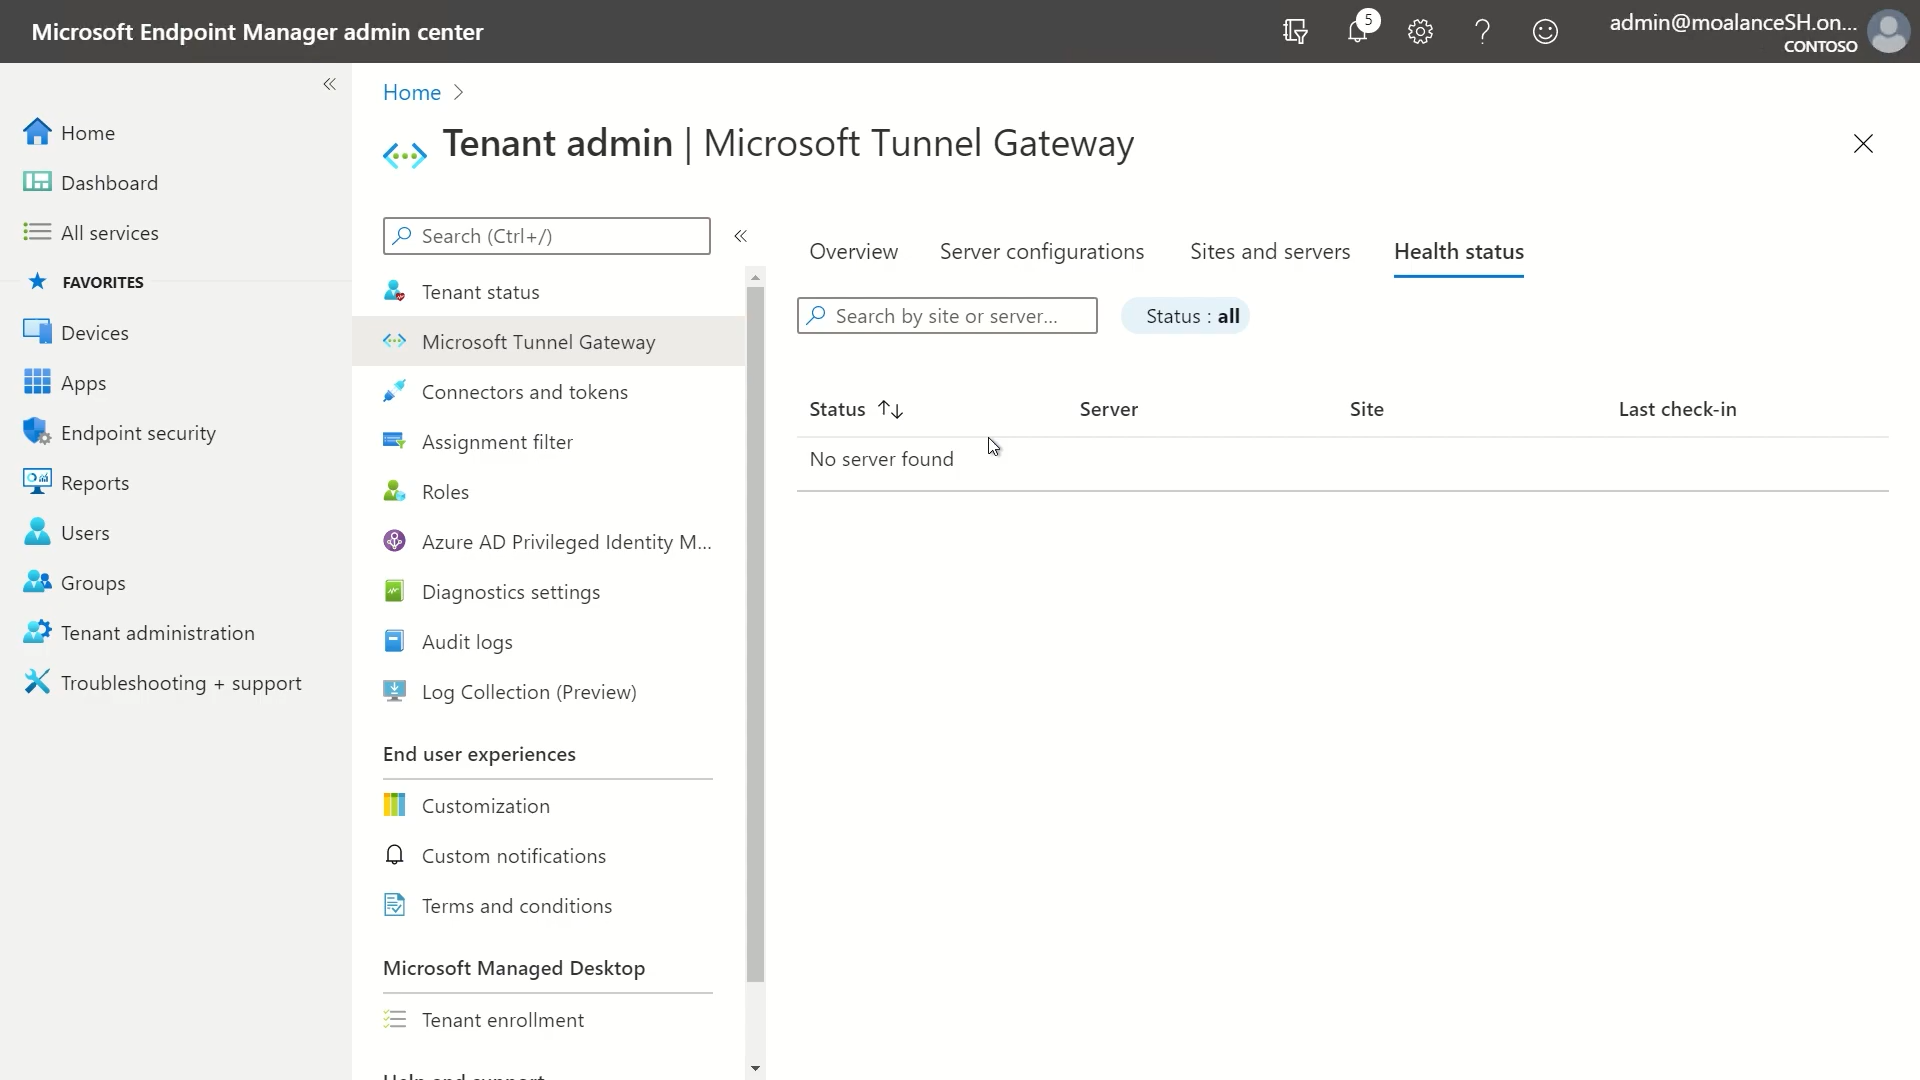 Microsoft Endpoint Manager admin center
5
admin@moalanceSH.on...
CONTOSO
Home
Dashboard
All services
FAVORITES
Devices
Apps
Endpoint security
Reports
Users
Groups
Tenant administration
Troubleshooting + support
Home
Tenant admin | Microsoft Tunnel Gateway
Search (Ctrl+/)
Tenant status
Microsoft Tunnel Gateway
Connectors and tokens
Assignment filter
Roles
Azure AD Privileged Identity M...
Diagnostics settings
Audit logs
Log Collection (Preview)
End user experiences
Customization
Custom notifications
Terms and conditions
Microsoft Managed Desktop
Tenant enrollment
Help and support
Overview Server configurations Sites and servers Health status
Search by site or server... Status : all
Status Server Site Last check-in
No server found